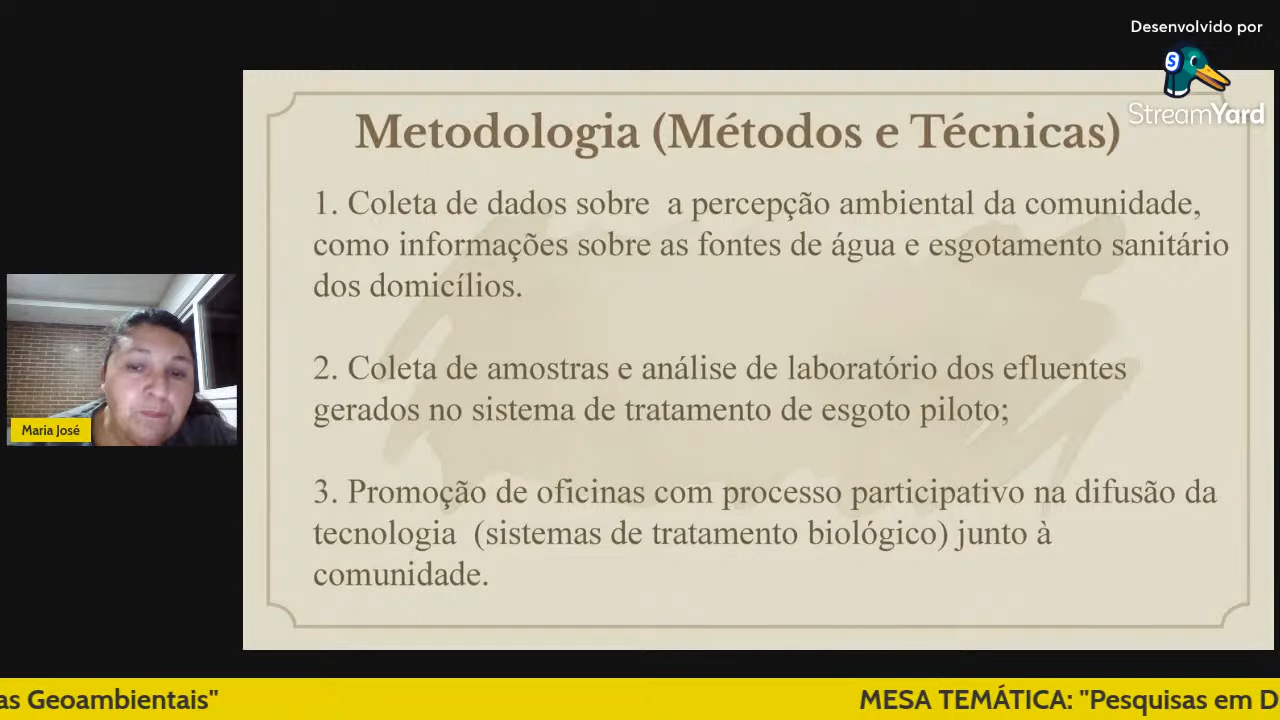 Desenvolvido por
StreamYard
Metodologia (Métodos e Técnicas)
1. Coleta de dados sobre a percepção ambiental da comunidade,
como informações sobre as fontes de água e esgotamento sanitário
dos domicílios.
2. Coleta de amostras e análise de laboratório dos efluentes
gerados no sistema de tratamento de esgoto piloto;
3. Promoção de oficinas com processo participativo na difusão da
tecnologia (sistemas de tratamento biológico) junto à
comunidade.
Maria José
as Geoambientais" MESA TEMÁTICA: "Pesquisas em D